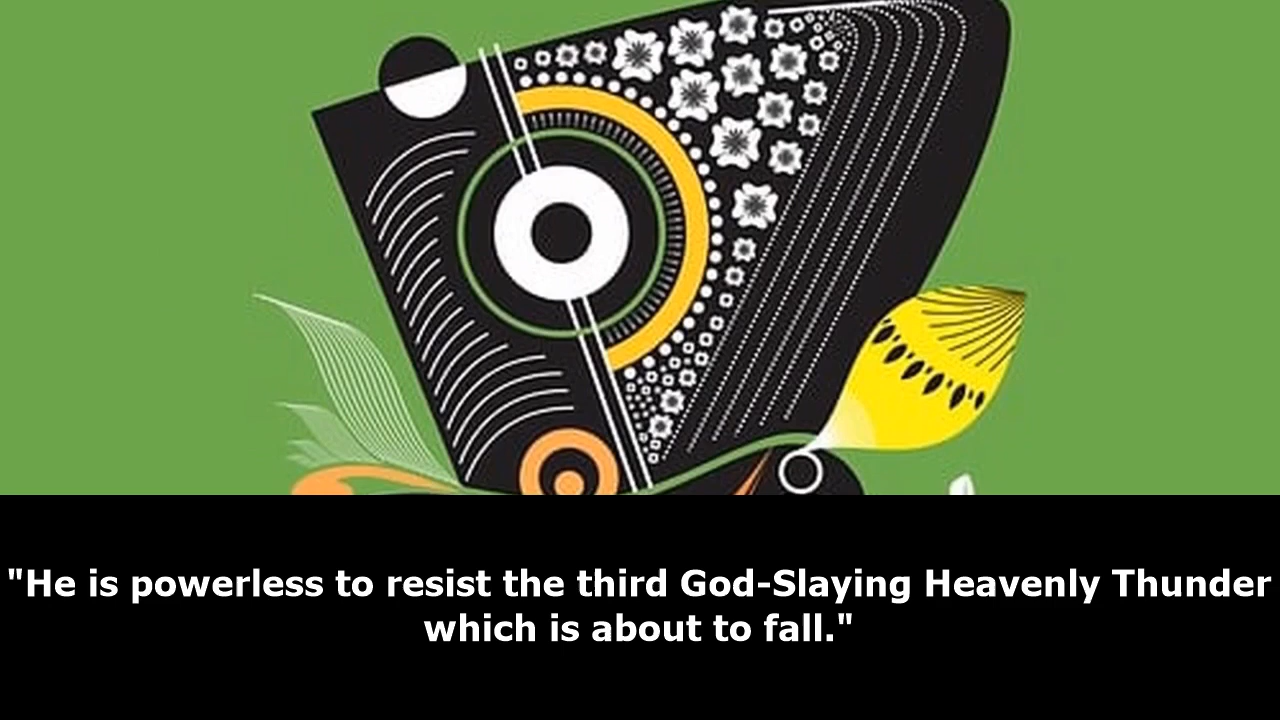 "He is powerless to resist the third God-Slaying Heavenly Thunder
which is about to fall."